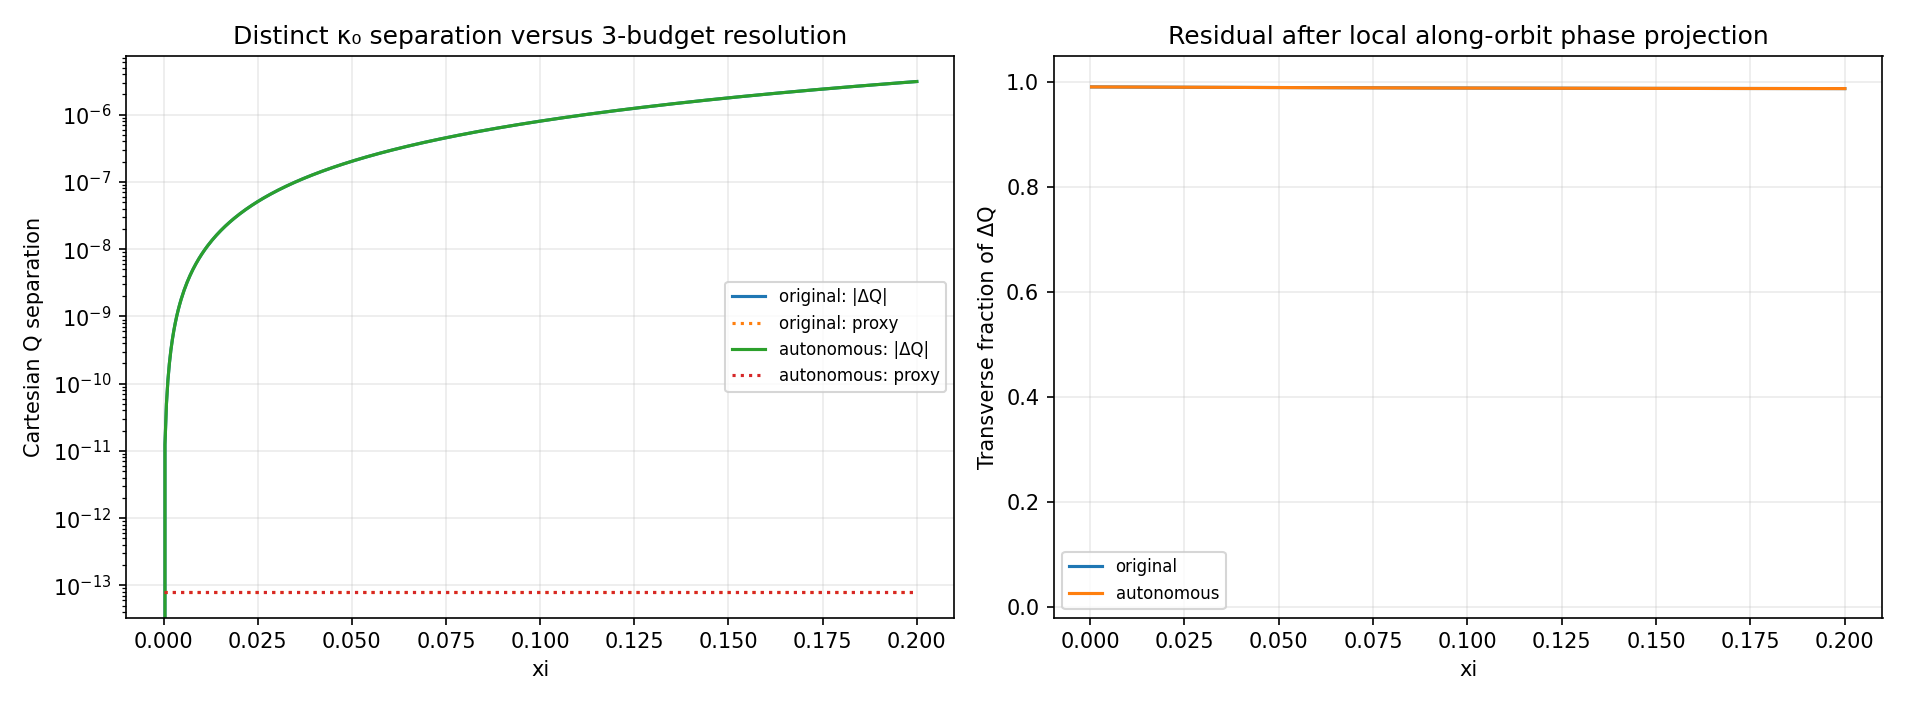 Distinct κ₀ separation versus 3-budget resolution
Cartesian Q separation
10⁻⁶
10⁻⁷
10⁻⁸
10⁻⁹
10⁻¹⁰
10⁻¹¹
10⁻¹²
10⁻¹³
original: |ΔQ|
original: proxy
autonomous: |ΔQ|
autonomous: proxy
0.000 0.025 0.050 0.075 0.100 0.125 0.150 0.175 0.200
xi
Residual after local along-orbit phase projection
Transverse fraction of ΔQ
1.0
0.8
0.6
0.4
0.2
0.0
original
autonomous
0.000 0.025 0.050 0.075 0.100 0.125 0.150 0.175 0.200
xi